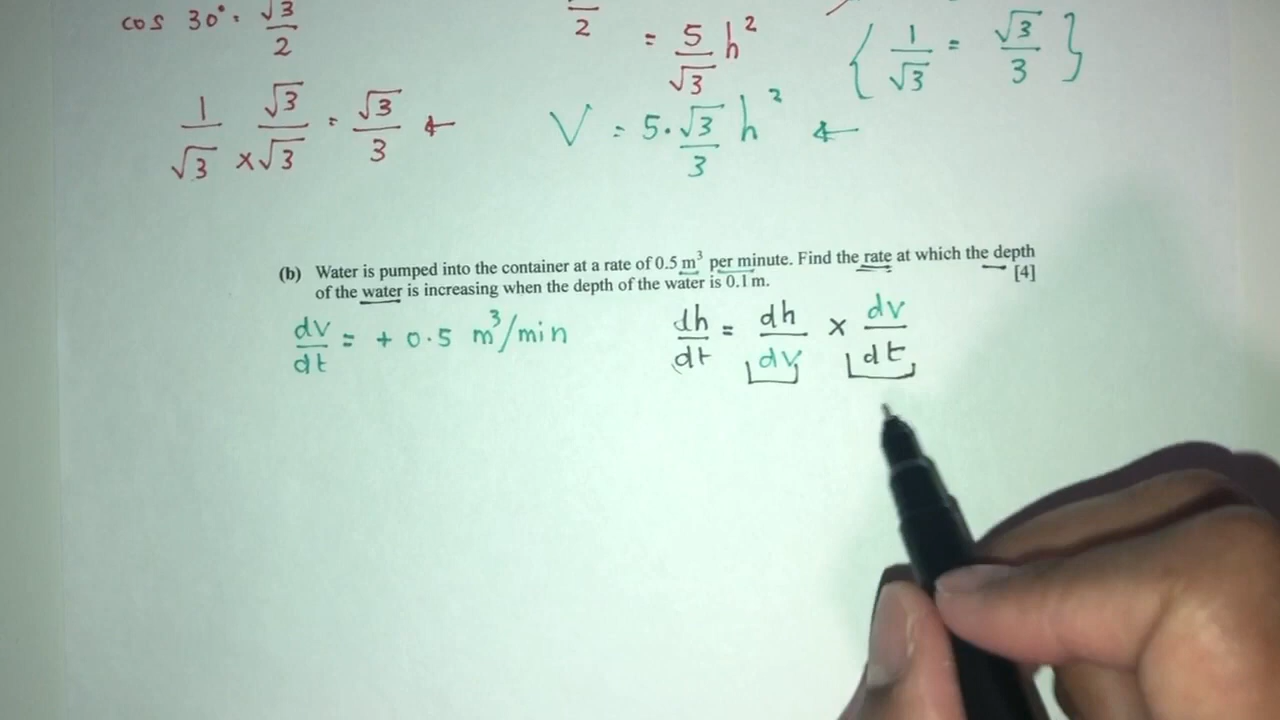 cos 30° = √3/2
/2
= 5/√3 h²
{ 1/√3 = √3/3 }
1/√3 × √3/√3 = √3/3 ←
V = 5·√3/3 h² ←
(b) Water is pumped into the container at a rate of 0.5 m³ per minute. Find the rate at which the depth
of the water is increasing when the depth of the water is 0.1 m. [4]
dv/dt = + 0.5 m³/min
dh/dt = dh/dv × dv/dt